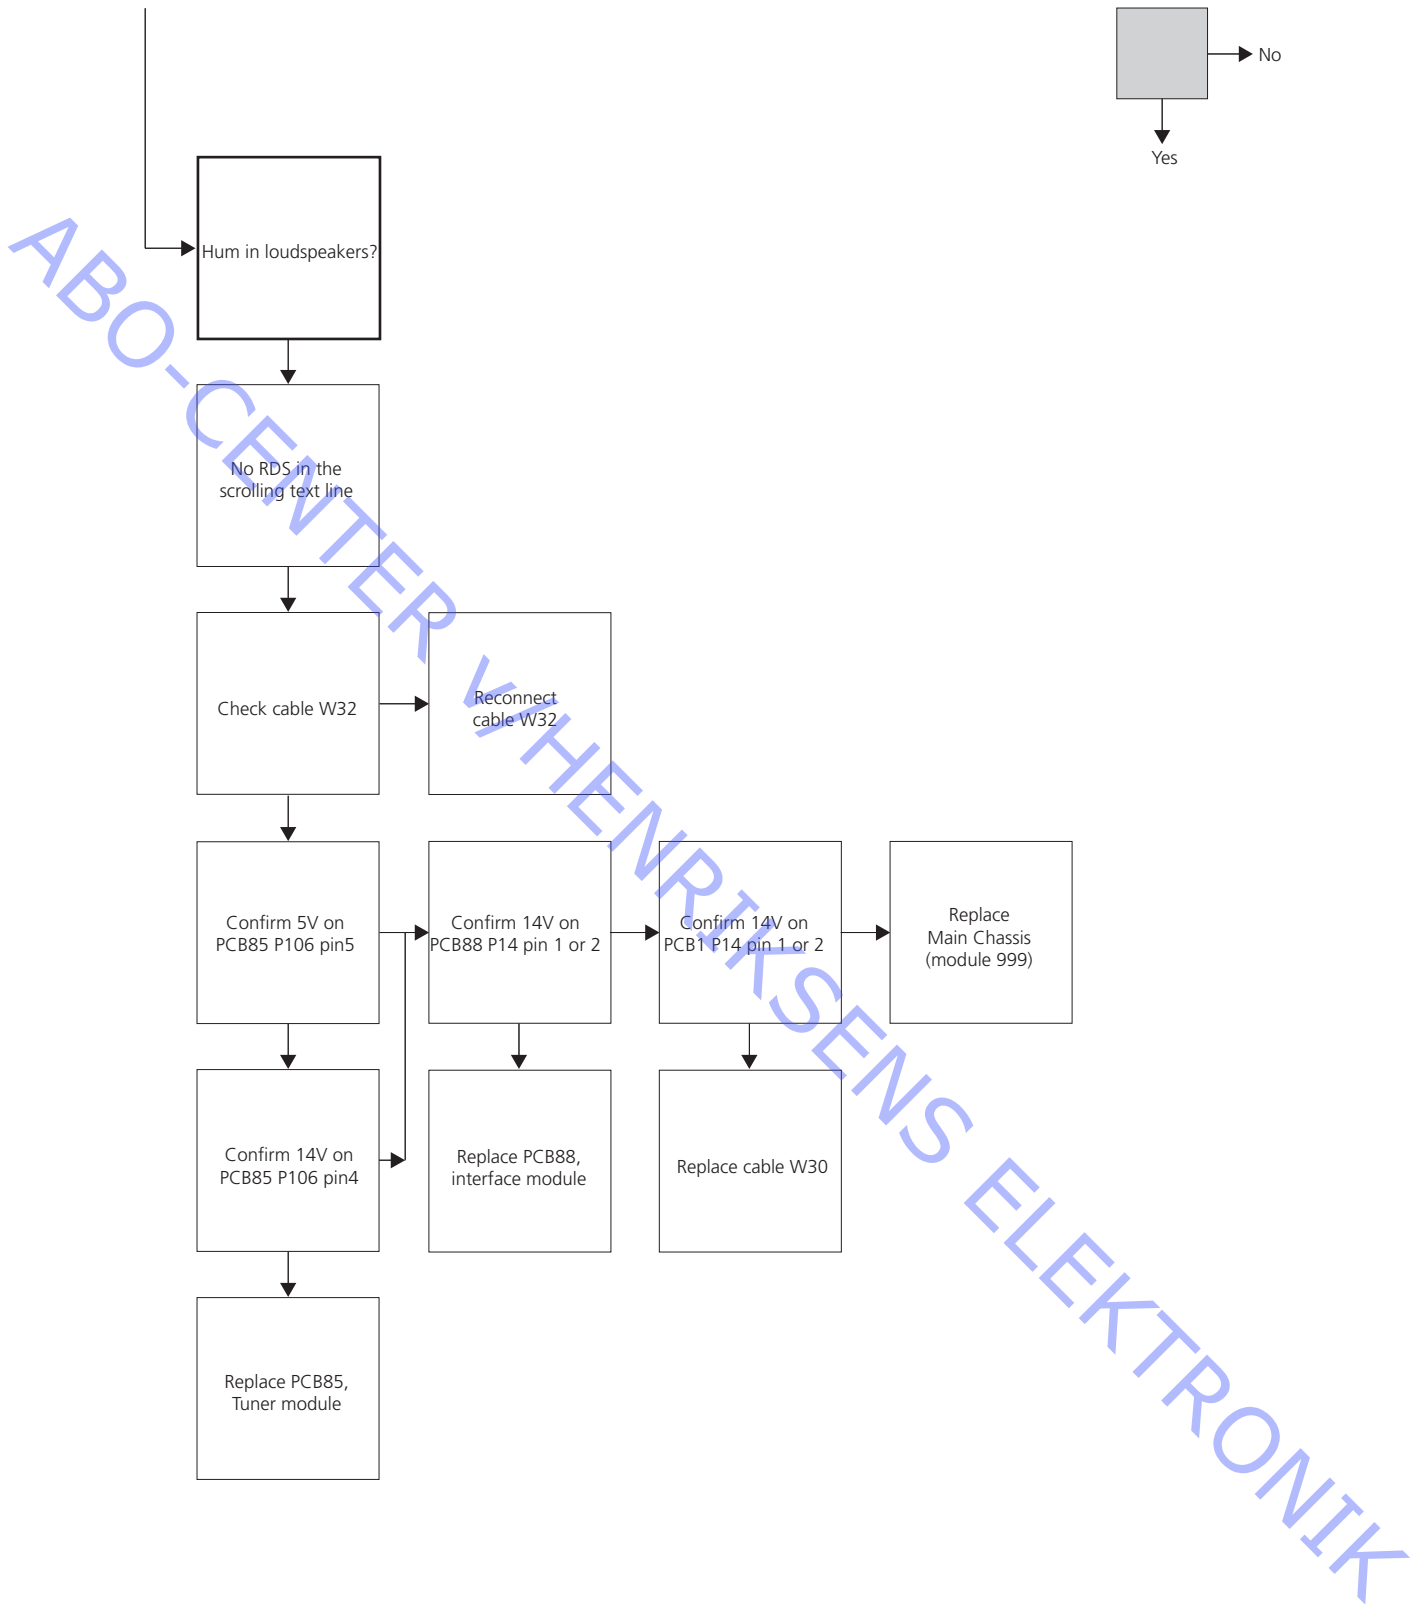 No
Yes
Hum in loudspeakers?
No RDS in the
scrolling text line
Check cable W32
Reconnect
cable W32
Confirm 5V on
PCB85 P106 pin5
Confirm 14V on
PCB88 P14 pin 1 or 2
Confirm 14V on
PCB1 P14 pin 1 or 2
Replace
Main Chassis
(module 999)
Confirm 14V on
PCB85 P106 pin4
Replace PCB88,
interface module
Replace cable W30
Replace PCB85,
Tuner module
ABO-CENTER v/HENRIKSENS ELEKTRONIK